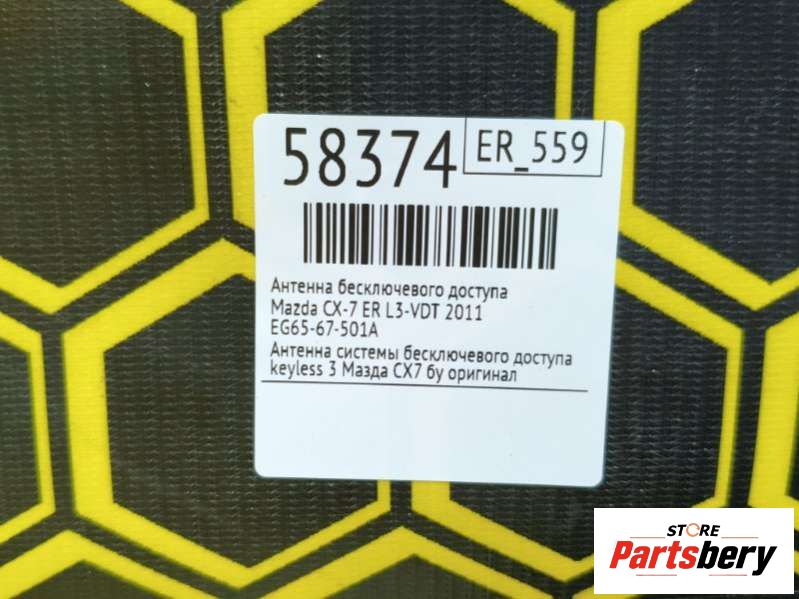 58374
ER_559
Антенна бесключевого доступа
Mazda CX-7 ER L3-VDT 2011
EG65-67-501A
Антенна системы бесключевого доступа
keyless 3 Мазда СХ7 бу оригинал
STORE
Partsbery